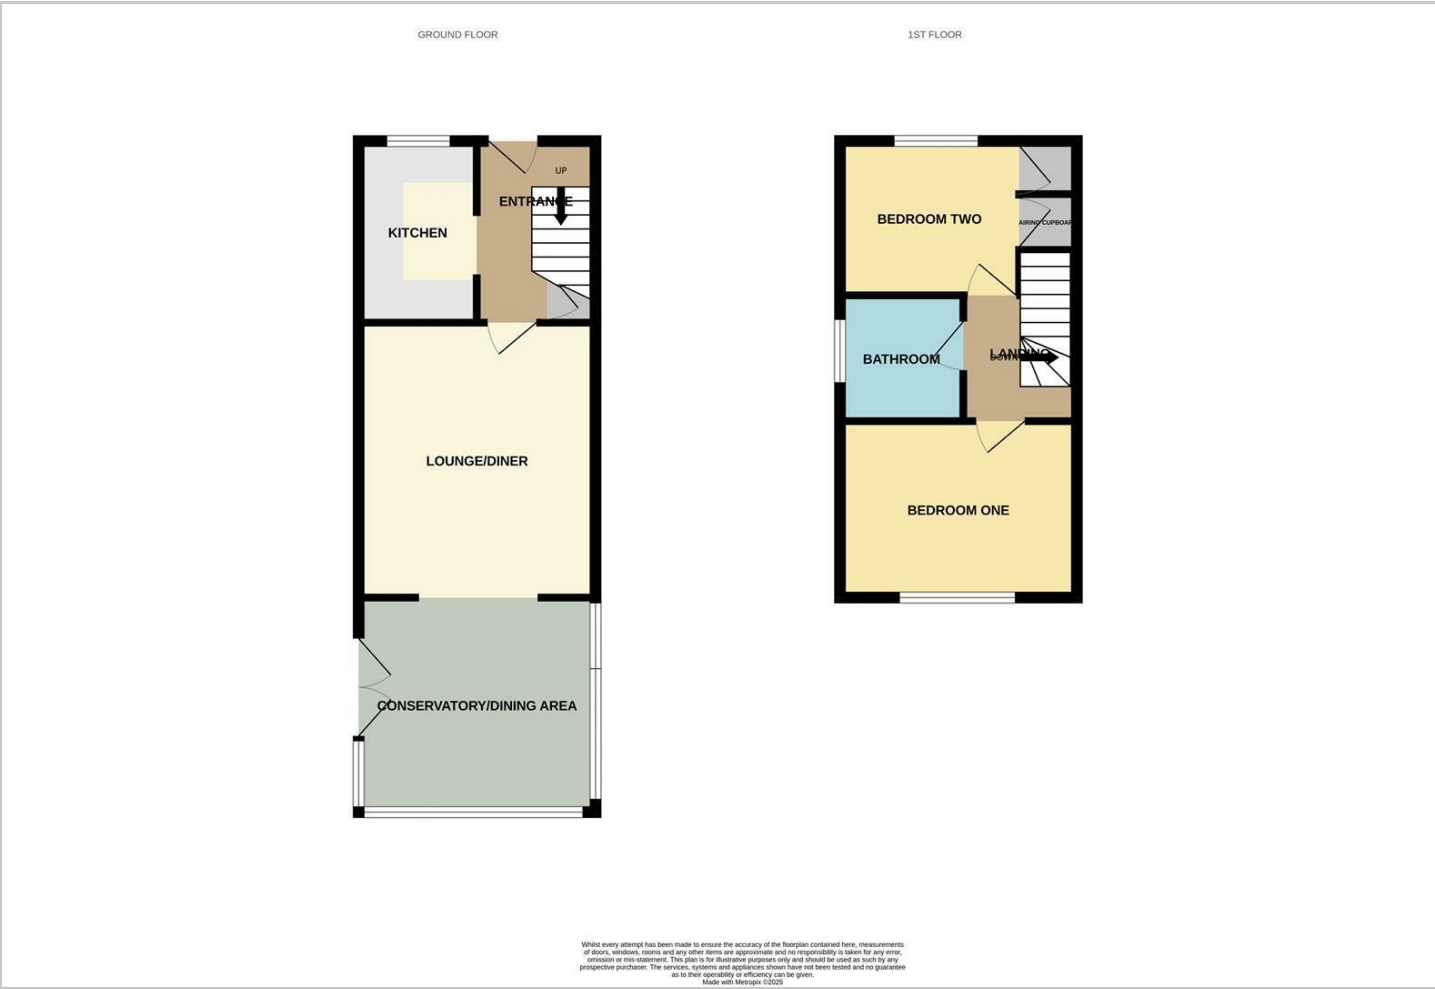 GROUND FLOOR
1ST FLOOR
UP
ENTRANCE
KITCHEN
LOUNGE/DINER
CONSERVATORY/DINING AREA
BEDROOM TWO
AIRING CUPBOAR
BATHROOM
LANDING
DOWN
BEDROOM ONE
Whilst every attempt has been made to ensure the accuracy of the floorplan contained here, measurements
of doors, windows, rooms and any other items are approximate and no responsibility is taken for any error,
omission or mis-statement. This plan is for illustrative purposes only and should be used as such by any
prospective purchaser. The services, systems and appliances shown have not been tested and no guarantee
as to their operability or efficiency can be given.
Made with Metropix ©2025